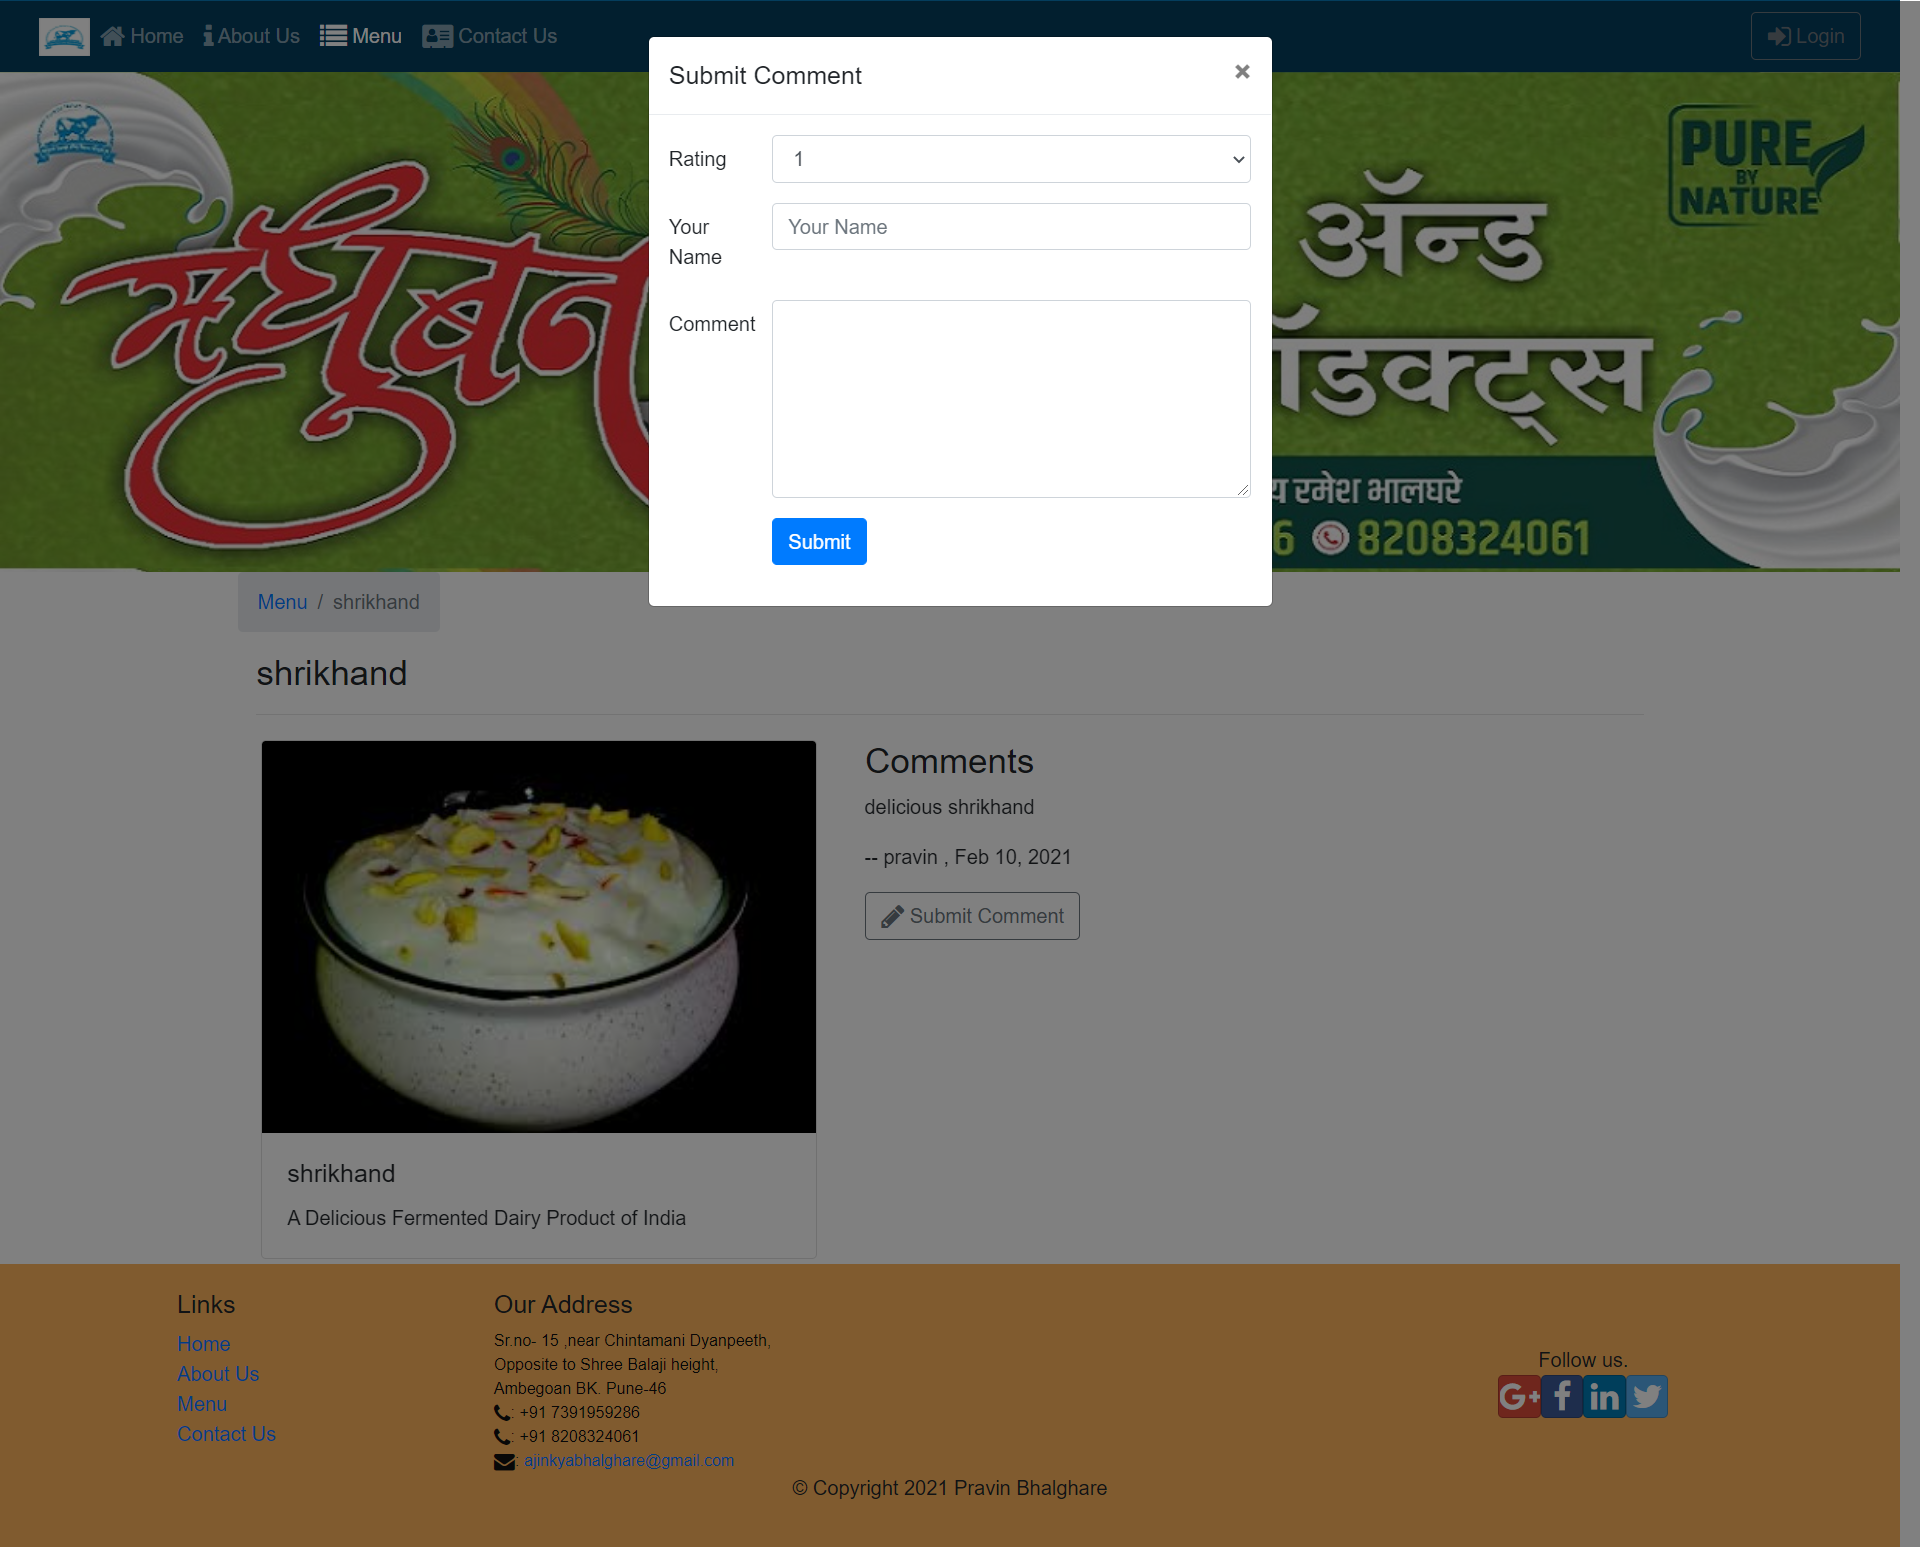 Home
About Us
Menu
Contact Us
Login
Submit Comment
×
Rating
1
Your Name
Your Name
Comment
Submit
मधुबन
अ‍ॅन्ड
PURE
BY
NATURE
रमेश भालघरे
6 8208324061
Menu / shrikhand
shrikhand
Comments
delicious shrikhand
-- pravin , Feb 10, 2021
Submit Comment
shrikhand
A Delicious Fermented Dairy Product of India
Links
Home
About Us
Menu
Contact Us
Our Address
Sr.no- 15 ,near Chintamani Dyanpeeth,
Opposite to Shree Balaji height,
Ambegoan BK. Pune-46
: +91 7391959286
: +91 8208324061
: ajinkyabhalghare@gmail.com
Follow us.
© Copyright 2021 Pravin Bhalghare